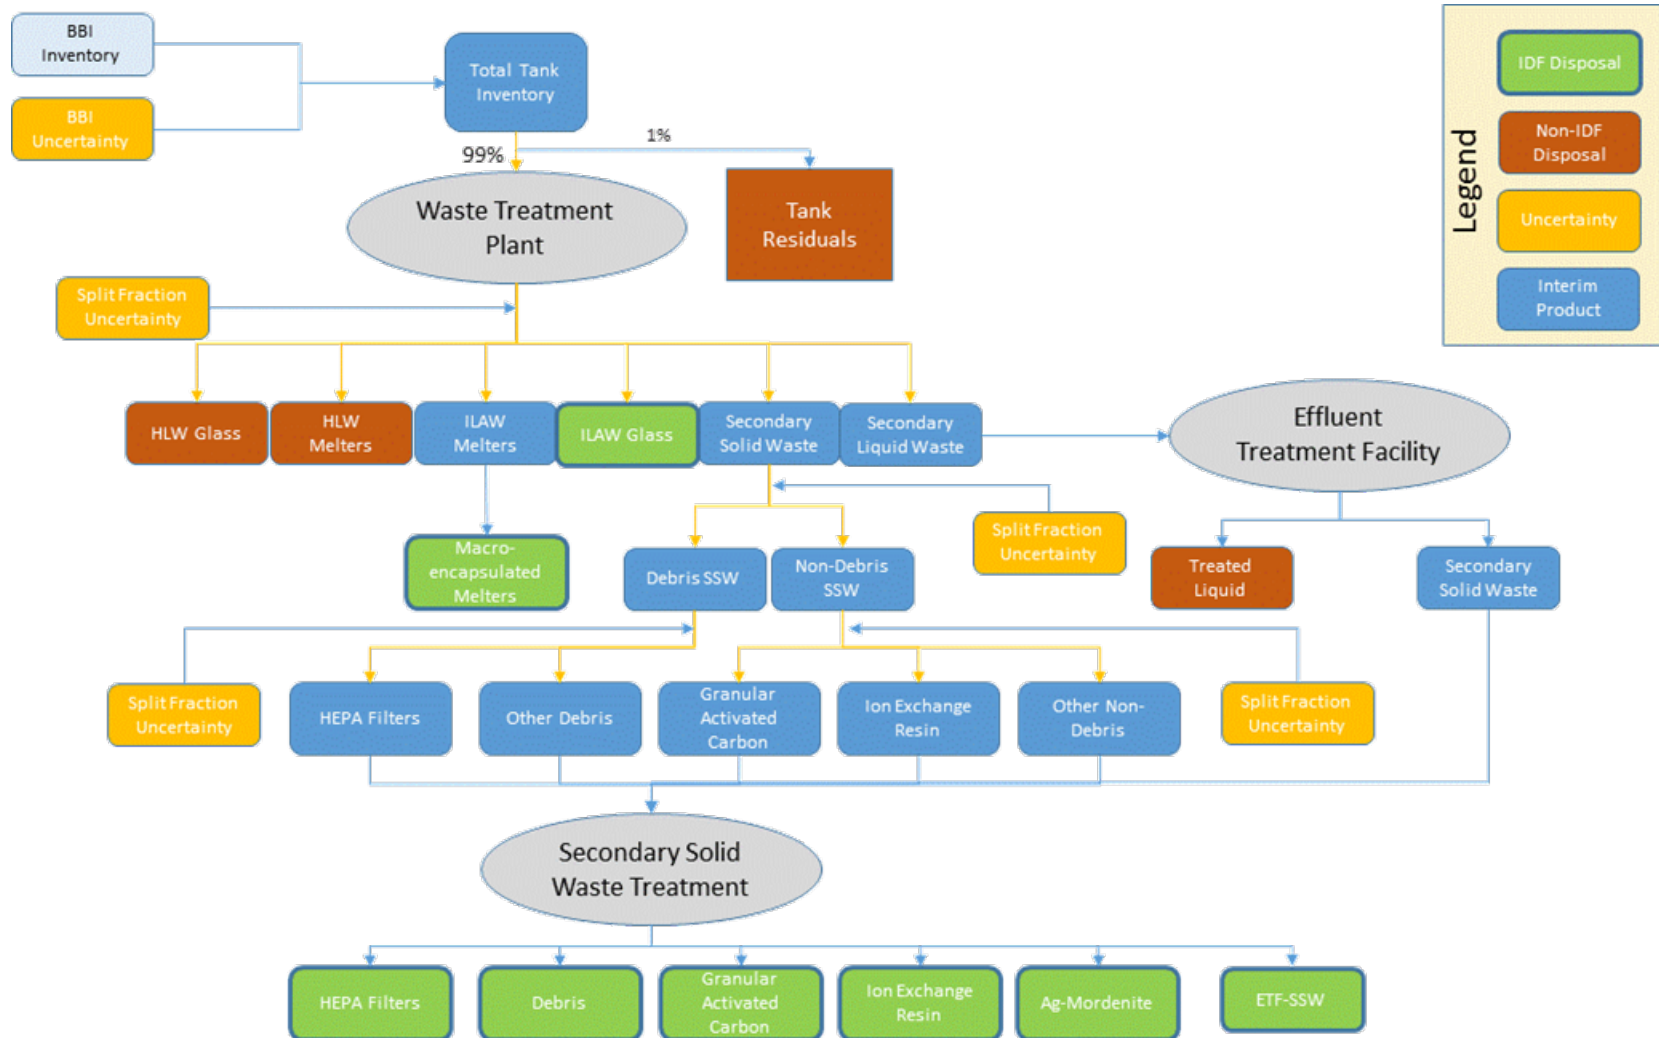 BBI
Inventory
BBI
Uncertainty
Total Tank
Inventory
99%
1%
Waste Treatment
Plant
Tank
Residuals
Legend
IDF Disposal
Non-IDF
Disposal
Uncertainty
Interim
Product
Split Fraction
Uncertainty
HLW Glass
HLW
Melters
ILAW
Melters
ILAW Glass
Secondary
Solid Waste
Secondary
Liquid Waste
Effluent
Treatment Facility
Macro-
encapsulated
Melters
Debris SSW
Non-Debris
SSW
Split Fraction
Uncertainty
Treated
Liquid
Secondary
Solid Waste
Split Fraction
Uncertainty
HEPA Filters
Other Debris
Granular
Activated
Carbon
Ion Exchange
Resin
Other Non-
Debris
Split Fraction
Uncertainty
Secondary Solid
Waste Treatment
HEPA Filters
Debris
Granular
Activated
Carbon
Ion Exchange
Resin
Ag-Mordenite
ETF-SSW